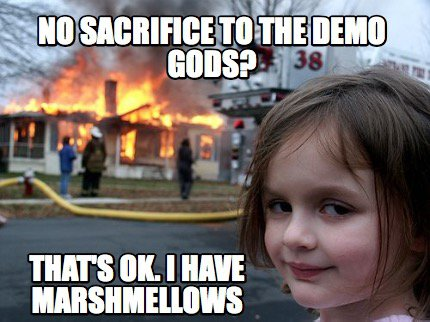 NO SACRIFICE TO THE DEMO
GODS?
38
THAT'S OK. I HAVE
MARSHMELLOWS